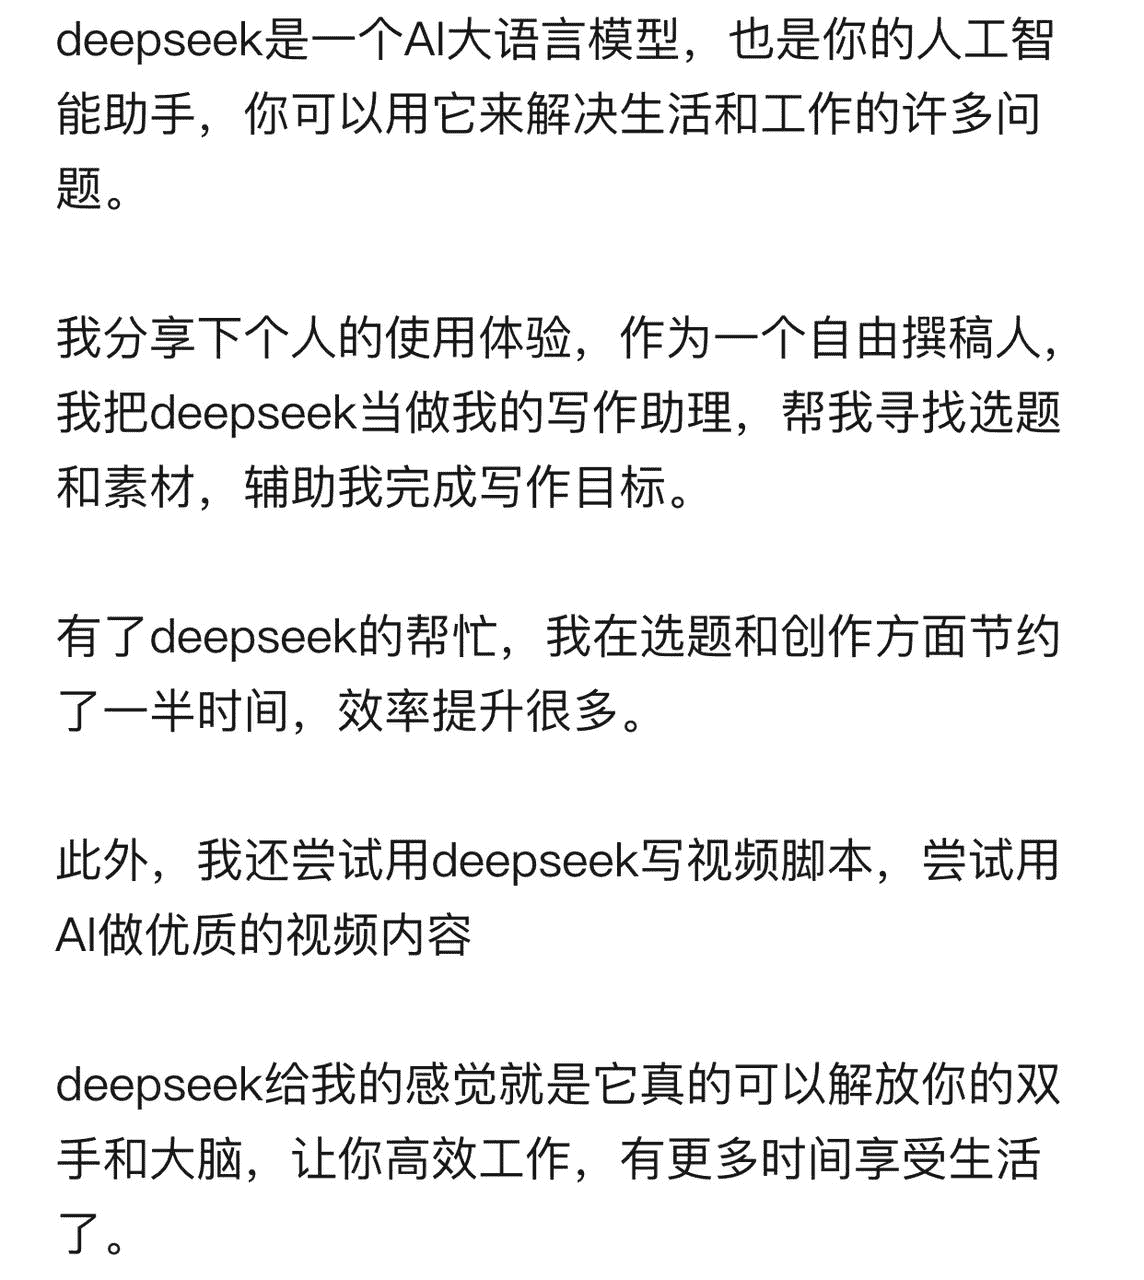 deepseek是一个AI大语言模型，也是你的人工智
能助手，你可以用它来解决生活和工作的许多问
题。
我分享下个人的使用体验，作为一个自由撰稿人，
我把deepseek当做我的写作助理，帮我寻找选题
和素材，辅助我完成写作目标。
有了deepseek的帮忙，我在选题和创作方面节约
了一半时间，效率提升很多。
此外，我还尝试用deepseek写视频脚本，尝试用
AI做优质的视频内容
deepseek给我的感觉就是它真的可以解放你的双
手和大脑，让你高效工作，有更多时间享受生活
了。